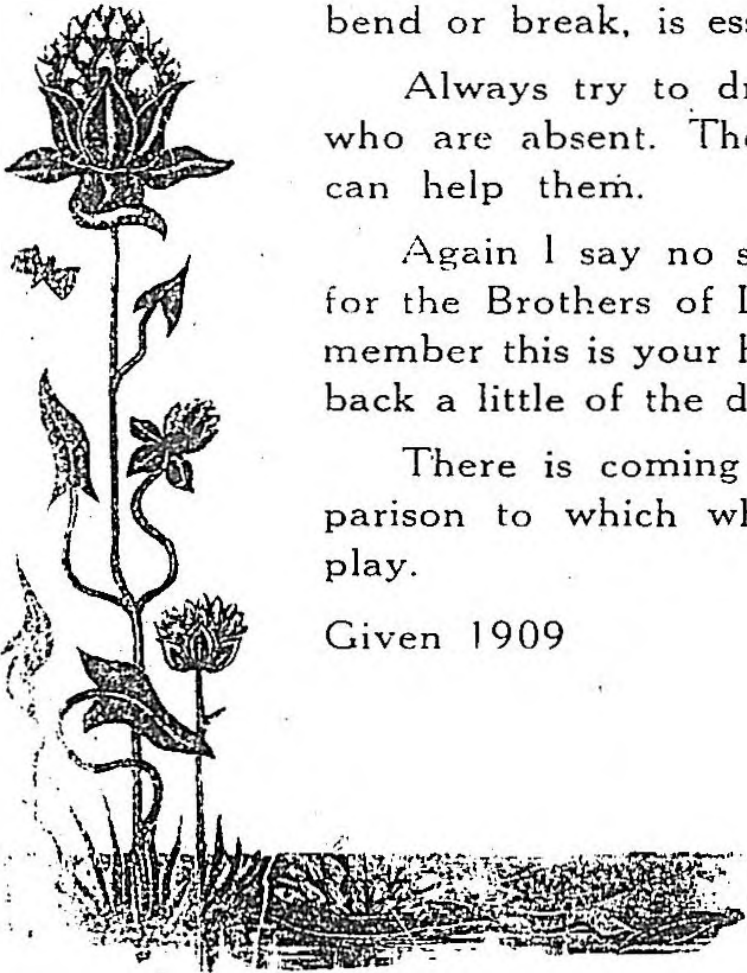 bend or break, is es
Always try to d
who are absent. The
can help them.
Again I say no s
for the Brothers of
member this is your
back a little of the d
There is coming
parison to which wh
play.
Given 1909